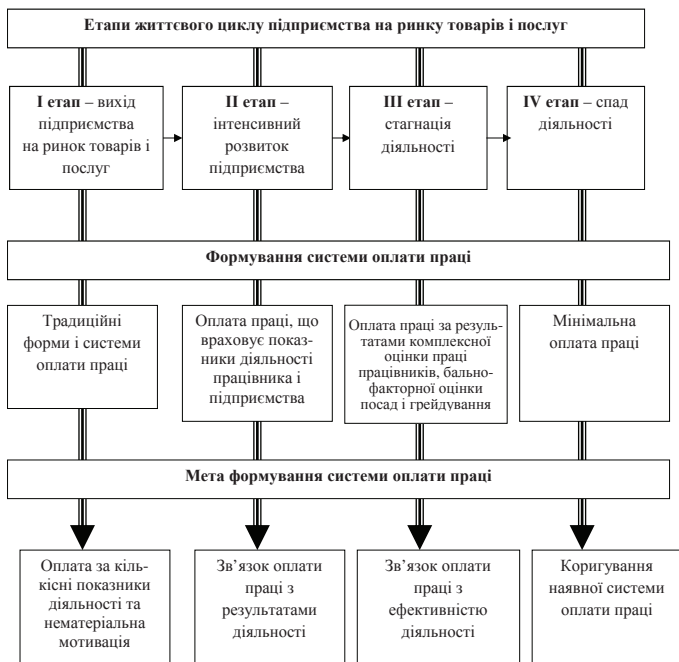 Етапи життєвого циклу підприємства на ринку товарів і послуг
І етап – вихід
підприємства
на ринок товарів і
послуг
ІІ етап –
інтенсивний
розвиток
підприємства
ІІІ етап –
стагнація
діяльності
IV етап – спад
діяльності
Формування системи оплати праці
Традиційні
форми і системи
оплати праці
Оплата праці, що
враховує показ-
ники діяльності
працівника і
підприємства
Оплата праці за резуль-
татами комплексної
оцінки праці
працівників, бально-
факторної оцінки
посад і грейдування
Мінімальна
оплата праці
Мета формування системи оплати праці
Оплата за кіль-
кісні показники
діяльності та
нематеріальна
мотивація
Зв’язок оплати
праці з
результатами
діяльності
Зв’язок оплати
праці з
ефективністю
діяльності
Коригування
наявної системи
оплати праці